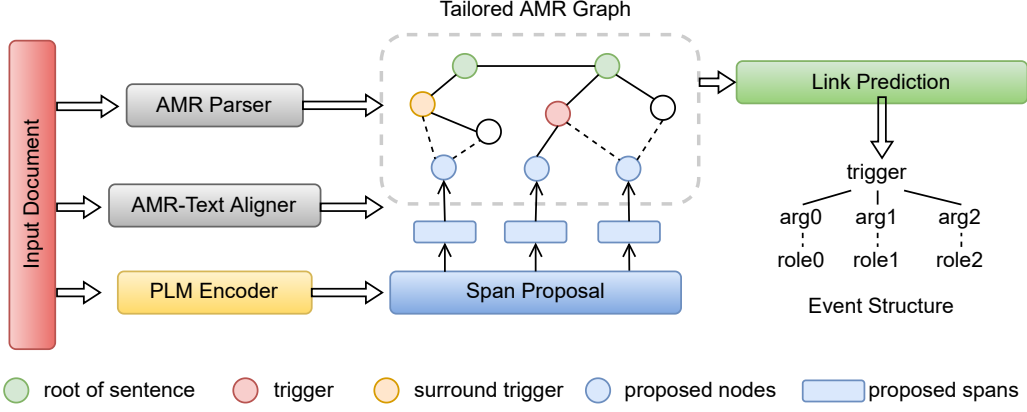 Tailored AMR Graph
Input Document
AMR Parser
AMR-Text Aligner
PLM Encoder
Span Proposal
Link Prediction
trigger
arg0 arg1 arg2
role0 role1 role2
Event Structure
root of sentence trigger surround trigger proposed nodes proposed spans